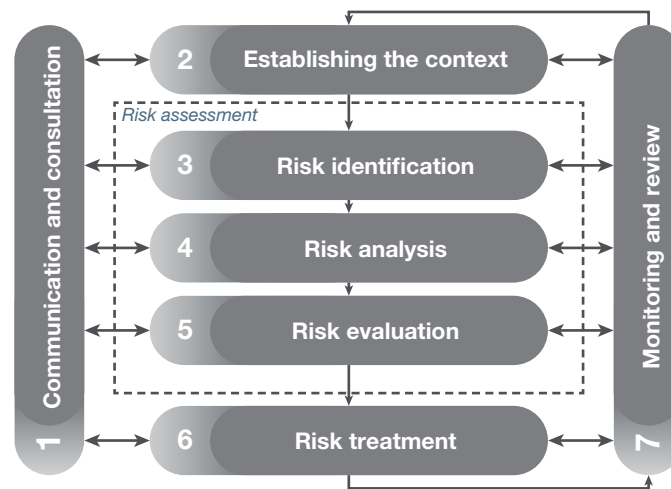 1 Communication and consultation
2 Establishing the context
Risk assessment
3 Risk identification
4 Risk analysis
5 Risk evaluation
6 Risk treatment
7 Monitoring and review